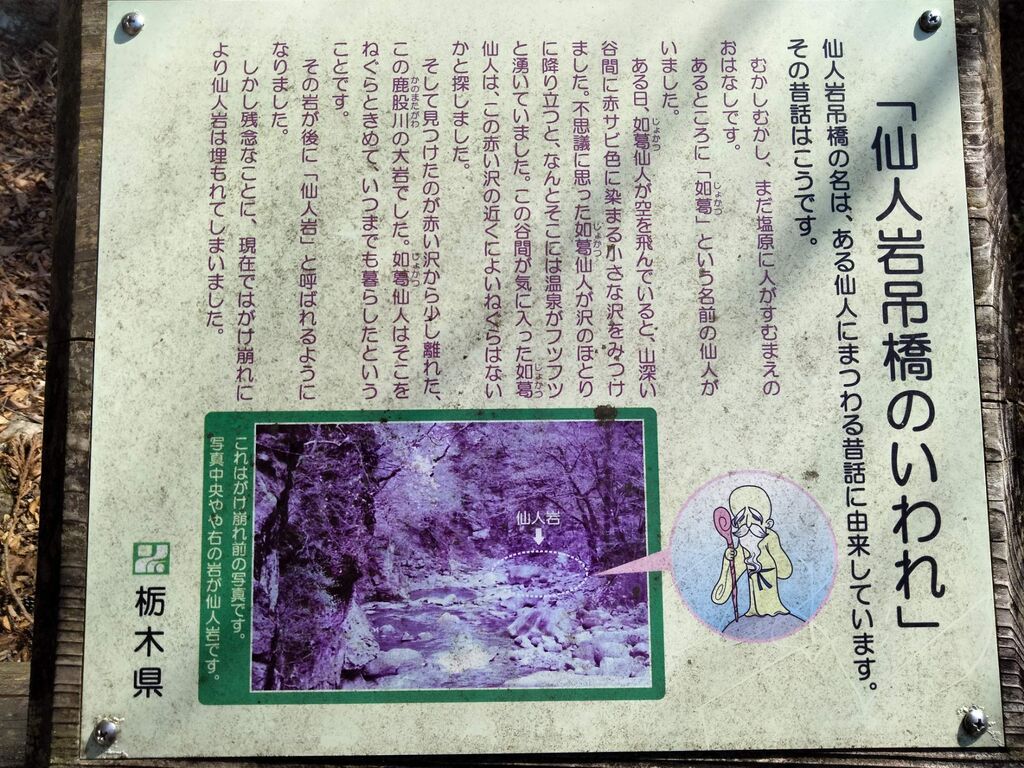 「仙人岩吊橋のいわれ」
仙人岩吊橋の名は、ある仙人にまつわる昔話に由来しています。
その昔話はこうです。
むかしむかし、まだ塩原に人がすむまえの
おはなしです。
あるところに「如葛」という名前の仙人が
いました。
ある日、如葛仙人が空を飛んでいると、山深い
谷間に赤サビ色に染まる小さな沢をみつけ
ました。不思議に思った如葛仙人が沢のほとり
に降り立つと、なんとそこには温泉がフツフツ
と湧いていました。この谷間が気に入った如葛
仙人は、この赤い沢の近くによいねぐらはない
かと探しました。
そして見つけたのが赤い沢から少し離れた、
この鹿股川の大岩でした。如葛仙人はそこを
ねぐらときめて、いつまでも暮らしたという
ことです。
その岩が後に「仙人岩」と呼ばれるように
なりました。
しかし残念なことに、現在ではがけ崩れに
より仙人岩は埋もれてしまいました。
仙人岩
これはがけ崩れ前の写真です。
写真中央やや右の岩が仙人岩です。
栃木県